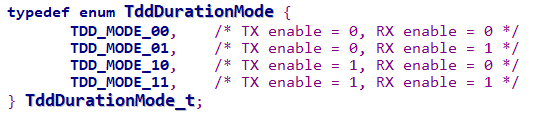 typedef enum TddDurationMode {
TDD_MODE_00, /* TX enable = 0, RX enable = 0 */
TDD_MODE_01, /* TX enable = 0, RX enable = 1 */
TDD_MODE_10, /* TX enable = 1, RX enable = 0 */
TDD_MODE_11, /* TX enable = 1, RX enable = 1 */
} TddDurationMode_t;